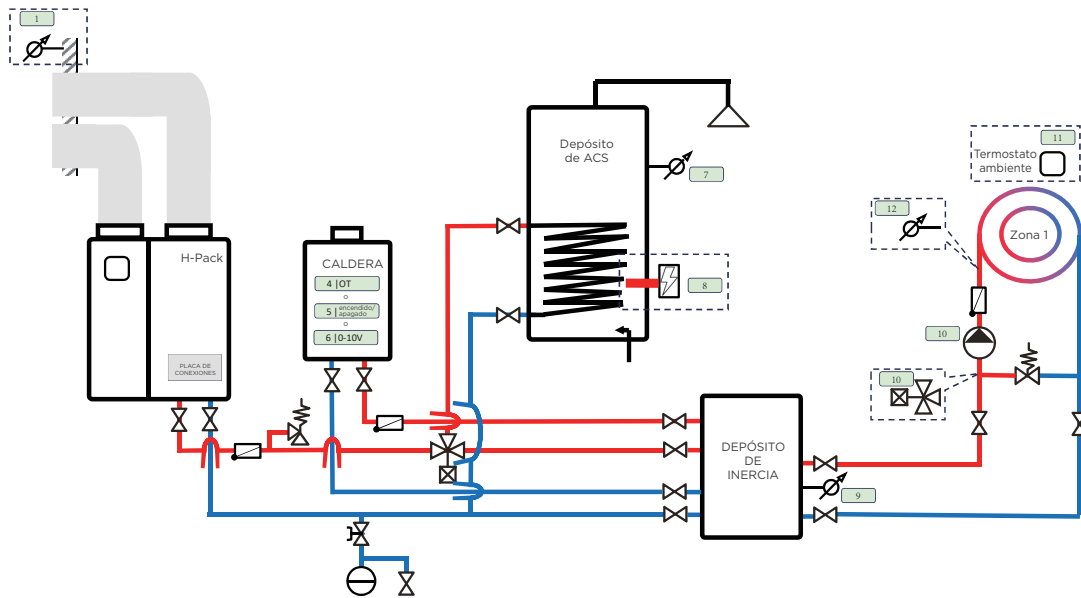 1
H-Pack
PLACA DE
CONEXIONES
CALDERA
4 | OT
o
5 | encendido/
apagado
o
6 | 0-10V
Depósito
de ACS
7
8
DEPÓSITO
DE
INERCIA
9
10
10
11
Termostato
ambiente
12
Zona 1